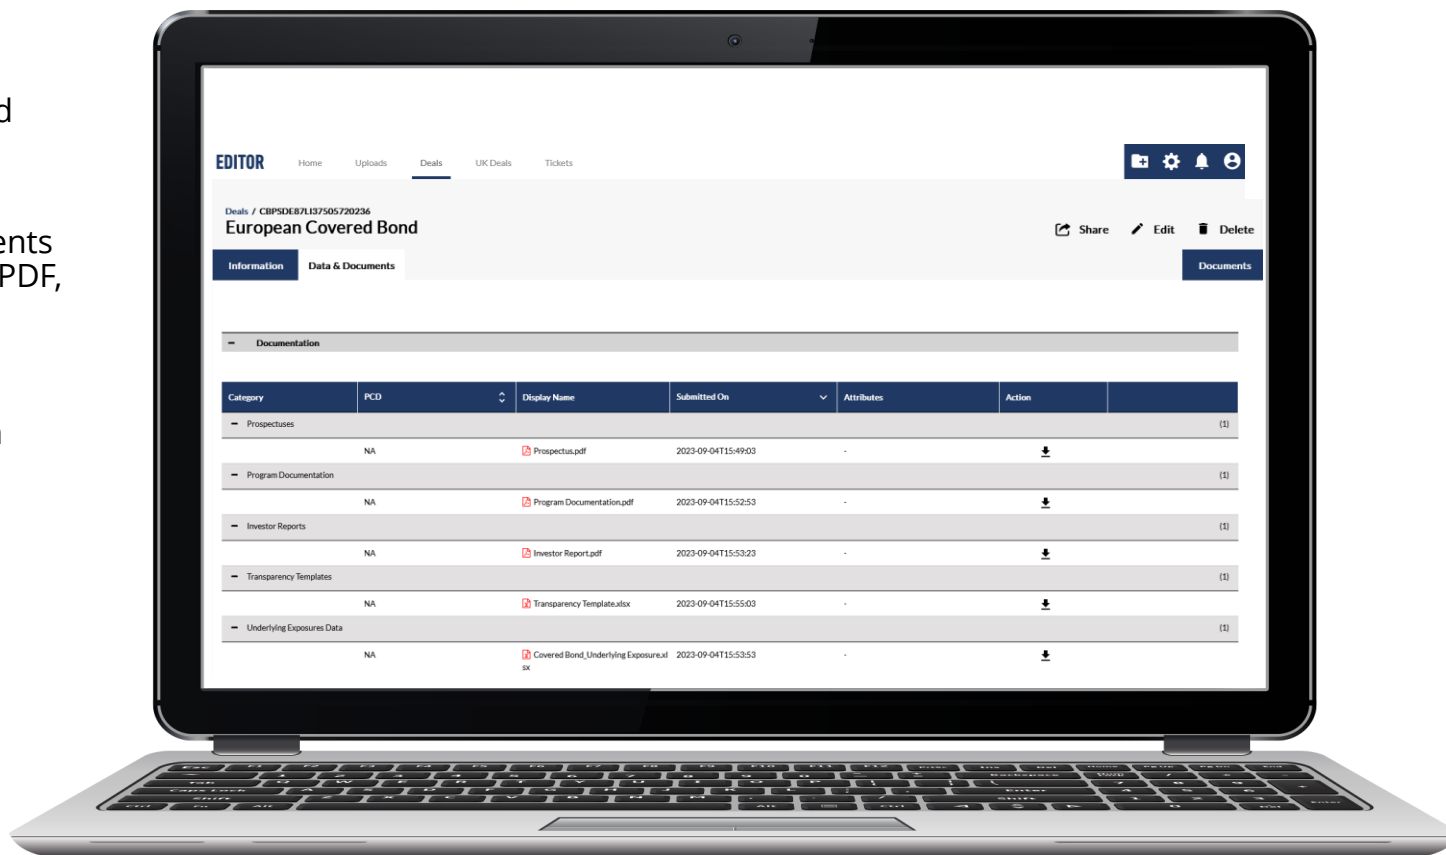 d
ents
PDF,
EDITOR Home Uploads Deals UK Deals Tickets
Deals / CBPSDE87LI37505720236
European Covered Bond
Share Edit Delete
Information Data & Documents Documents
Documentation
Category PCD Display Name Submitted On Attributes Action
Prospectuses (1)
NA Prospectus.pdf 2023-09-04T15:49:03 -
Program Documentation (1)
NA Program Documentation.pdf 2023-09-04T15:52:53 -
Investor Reports (1)
NA Investor Report.pdf 2023-09-04T15:53:23 -
Transparency Templates (1)
NA Transparency Template.xlsx 2023-09-04T15:55:03 -
Underlying Exposures Data (1)
NA Covered Bond_Underlying Exposure.xl 2023-09-04T15:53:53 -
sx